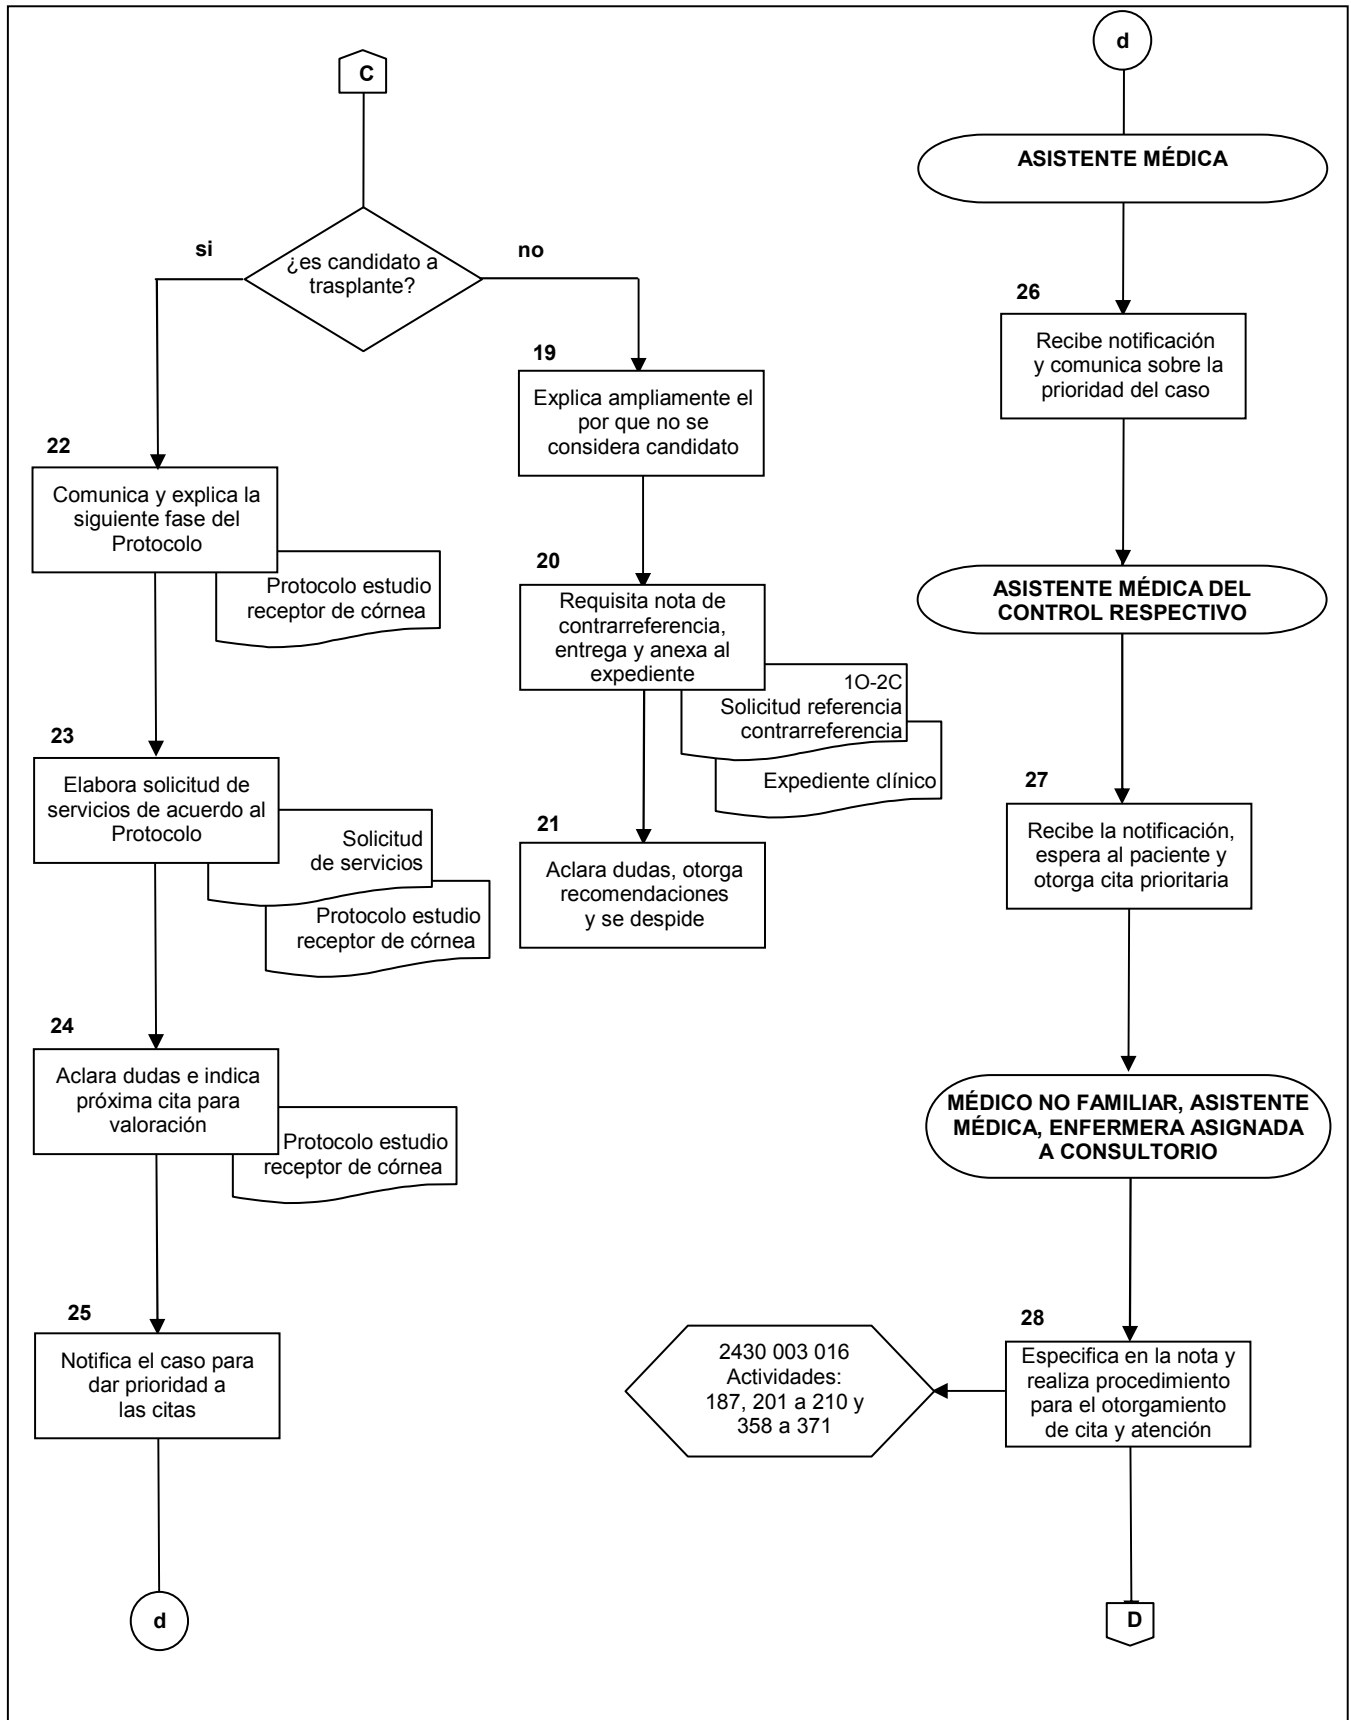 C
¿es candidato a
trasplante?
si
no
19
Explica ampliamente el
por que no se
considera candidato
20
Requisita nota de
contrarreferencia,
entrega y anexa al
expediente
1O-2C
Solicitud referencia
contrarreferencia
Expediente clínico
21
Aclara dudas, otorga
recomendaciones
y se despide
22
Comunica y explica la
siguiente fase del
Protocolo
Protocolo estudio
receptor de córnea
23
Elabora solicitud de
servicios de acuerdo al
Protocolo
Solicitud
de servicios
Protocolo estudio
receptor de córnea
24
Aclara dudas e indica
próxima cita para
valoración
Protocolo estudio
receptor de córnea
25
Notifica el caso para
dar prioridad a
las citas
d
d
ASISTENTE MÉDICA
26
Recibe notificación
y comunica sobre la
prioridad del caso
ASISTENTE MÉDICA DEL
CONTROL RESPECTIVO
27
Recibe la notificación,
espera al paciente y
otorga cita prioritaria
MÉDICO NO FAMILIAR, ASISTENTE
MÉDICA, ENFERMERA ASIGNADA
A CONSULTORIO
28
Especifica en la nota y
realiza procedimiento
para el otorgamiento
de cita y atención
2430 003 016
Actividades:
187, 201 a 210 y
358 a 371
D